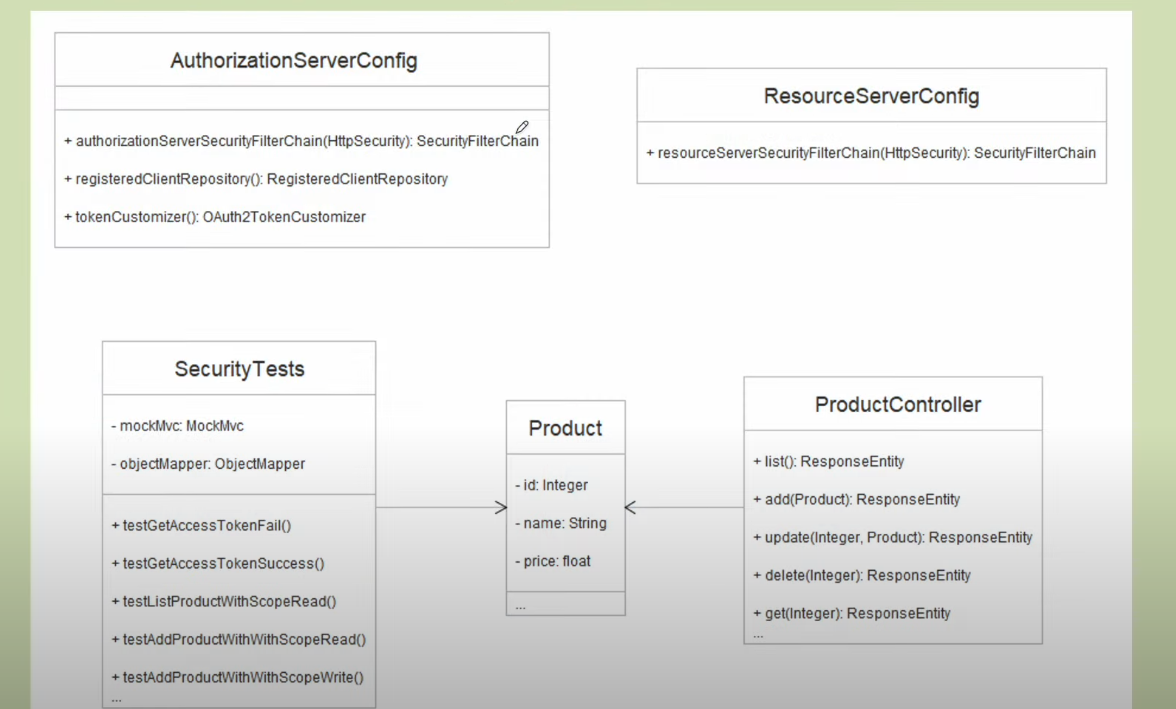 AuthorizationServerConfig
+ authorizationServerSecurityFilterChain(HttpSecurity): SecurityFilterChain
+ registeredClientRepository(): RegisteredClientRepository
+ tokenCustomizer(): OAuth2TokenCustomizer
ResourceServerConfig
+ resourceServerSecurityFilterChain(HttpSecurity): SecurityFilterChain
SecurityTests
- mockMvc: MockMvc
- objectMapper: ObjectMapper
+ testGetAccessTokenFail()
+ testGetAccessTokenSuccess()
+ testListProductWithScopeRead()
+ testAddProductWithWithScopeRead()
+ testAddProductWithWithScopeWrite()
...
Product
- id: Integer
- name: String
- price: float
...
ProductController
+ list(): ResponseEntity
+ add(Product): ResponseEntity
+ update(Integer, Product): ResponseEntity
+ delete(Integer): ResponseEntity
+ get(Integer): ResponseEntity
...